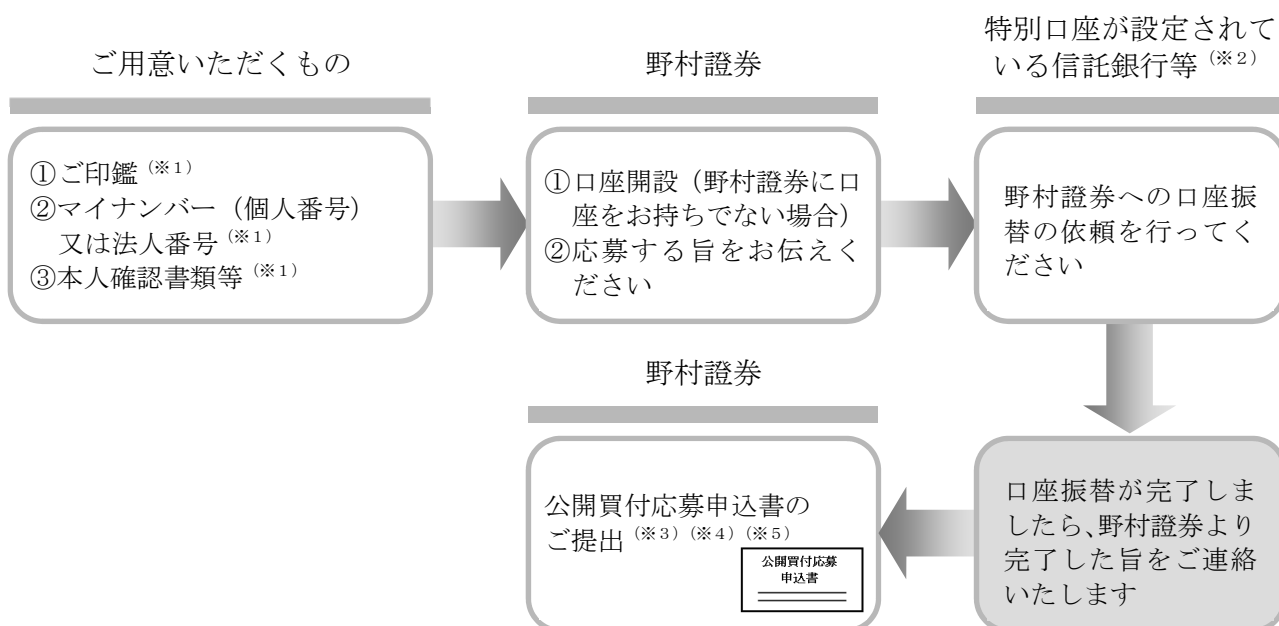 ご用意いただくもの
①ご印鑑(※1)
②マイナンバー(個人番号)
又は法人番号(※1)
③本人確認書類等(※1)
野村證券
①口座開設(野村證券に口
座をお持ちでない場合)
②応募する旨をお伝えく
ださい
特別口座が設定されて
いる信託銀行等(※2)
野村證券への口座振
替の依頼を行ってく
ださい
口座振替が完了しま
したら、野村證券より
完了した旨をご連絡
いたします
野村證券
公開買付応募申込書の
ご提出(※3)(※4)(※5)
公開買付応募
申込書